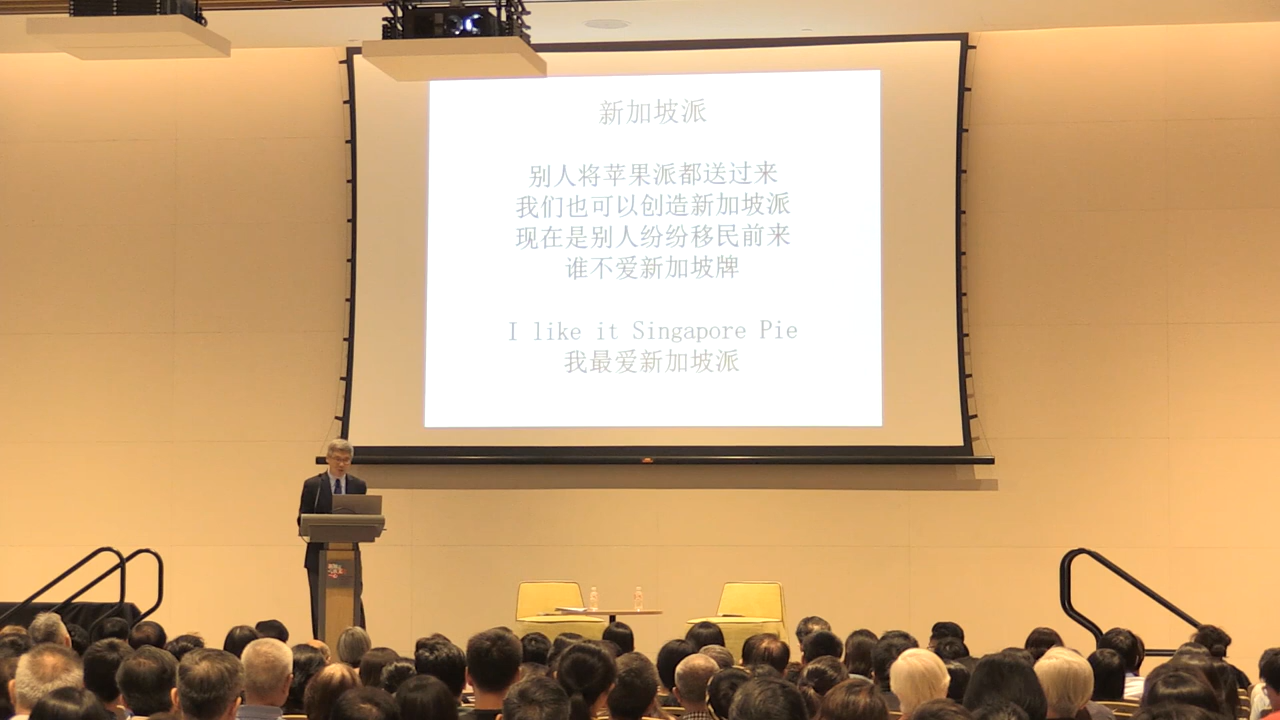 新加坡派
别人将苹果派都送过来
我们也可以创造新加坡派
现在是别人纷纷移民前来
谁不爱新加坡牌
I like it Singapore Pie
我最爱新加坡派